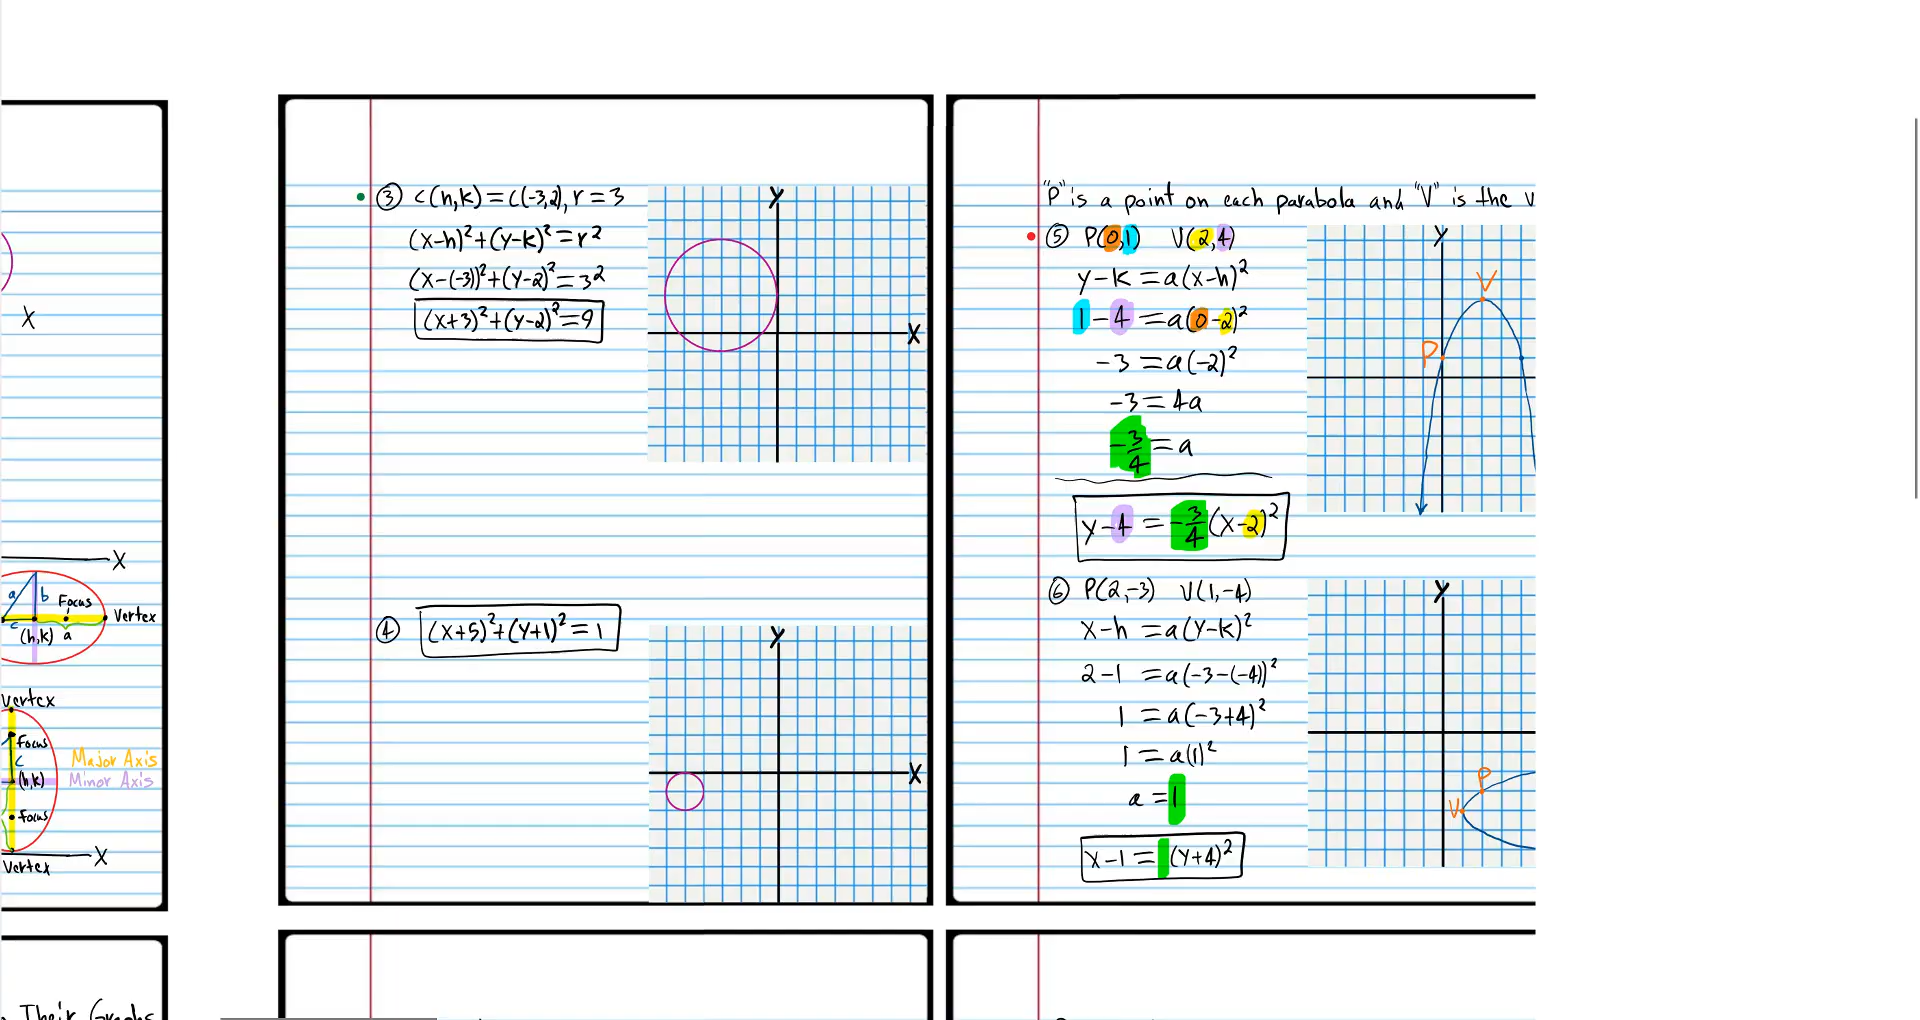 X
X
a
b
Focus
Vertex
c
(h,k)
a
Vertex
Focus
c
Major Axis
(h,k)
Minor Axis
Focus
X
Vertex
Their Graphs
③ C(h,k)=C(-3,2), r=3
(x-h)²+(y-k)²=r²
(x-(-3))²+(y-2)²=3²
(x+3)²+(y-2)²=9
Y
X
④ (x+5)²+(y+1)²=1
Y
X
"P" is a point on each parabola and "V" is the
⑤ P(0,1) V(2,4)
y-k=a(x-h)²
1-4=a(0-2)²
-3=a(-2)²
-3=4a
-3/4=a
y-4=-3/4(x-2)²
Y
V
P
⑥ P(2,-3) V(1,-4)
x-h=a(y-k)²
2-1=a(-3-(-4))²
1=a(-3+4)²
1=a(1)²
a=1
x-1=1(y+4)²
Y
P
V